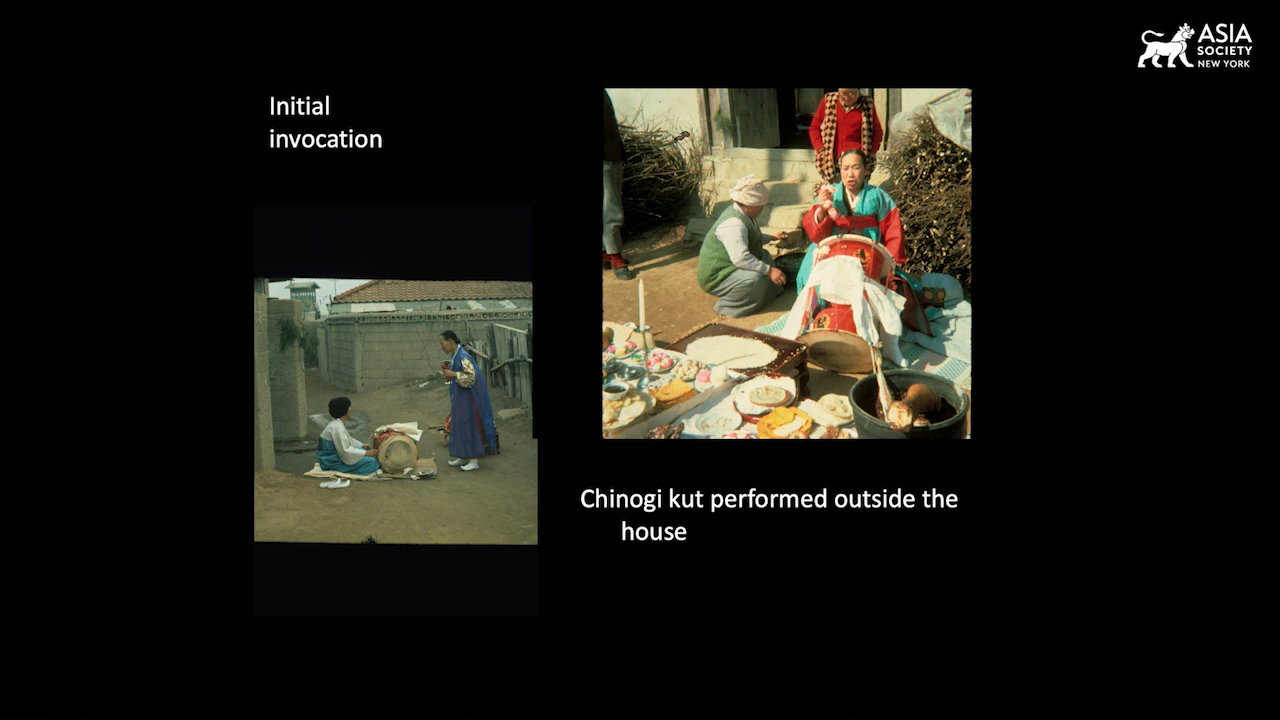 ASIA
SOCIETY
NEW YORK
Initial
invocation
Chinogi kut performed outside the
house